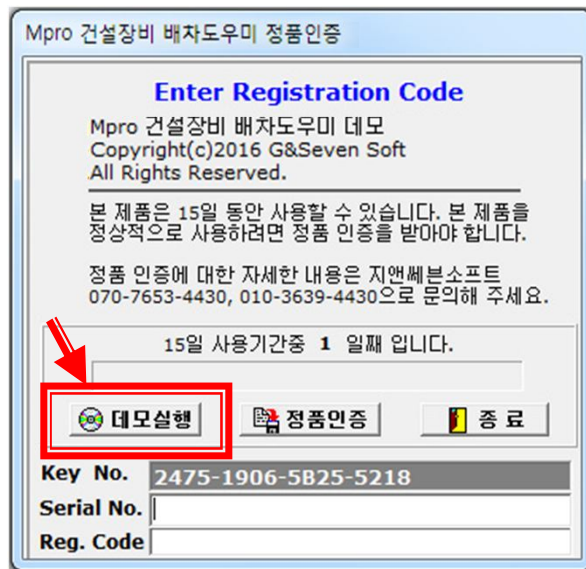 Mpro 건설장비 배차도우미 정품인증
Enter Registration Code
Mpro 건설장비 배차도우미 데모
Copyright(c)2016 G&Seven Soft
All Rights Reserved.
본 제품은 15일 동안 사용할 수 있습니다. 본 제품을
정상적으로 사용하려면 정품 인증을 받아야 합니다.
정품 인증에 대한 자세한 내용은 지앤쎄븐소프트
070-7653-4430, 010-3639-4430으로 문의해 주세요.
15일 사용기간중 1 일째 입니다.
데모실행 정품인증 종 료
Key No. 2475-1906-5B25-5218
Serial No.
Reg. Code